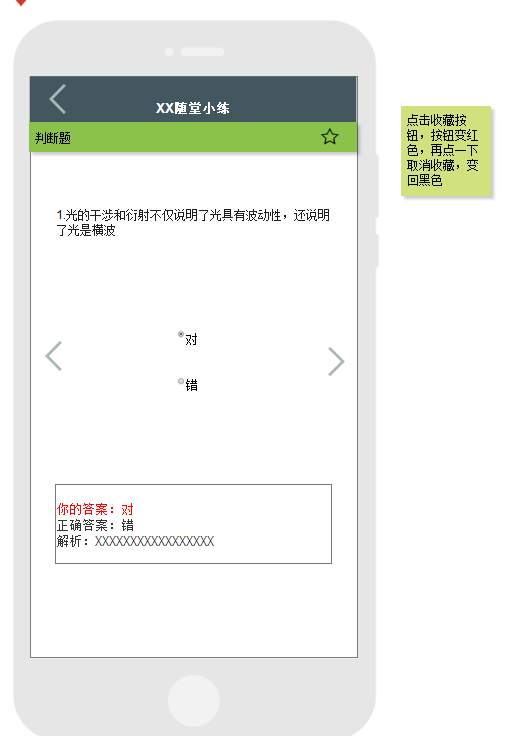 XX随堂小练
判断题
1.光的干涉和衍射不仅说明了光具有波动性，还说明
了光是横波
对
错
你的答案：对
正确答案：错
解析：XXXXXXXXXXXXXXXXX
点击收藏按
钮，按钮变红
色，再点一下
取消收藏，变
回黑色